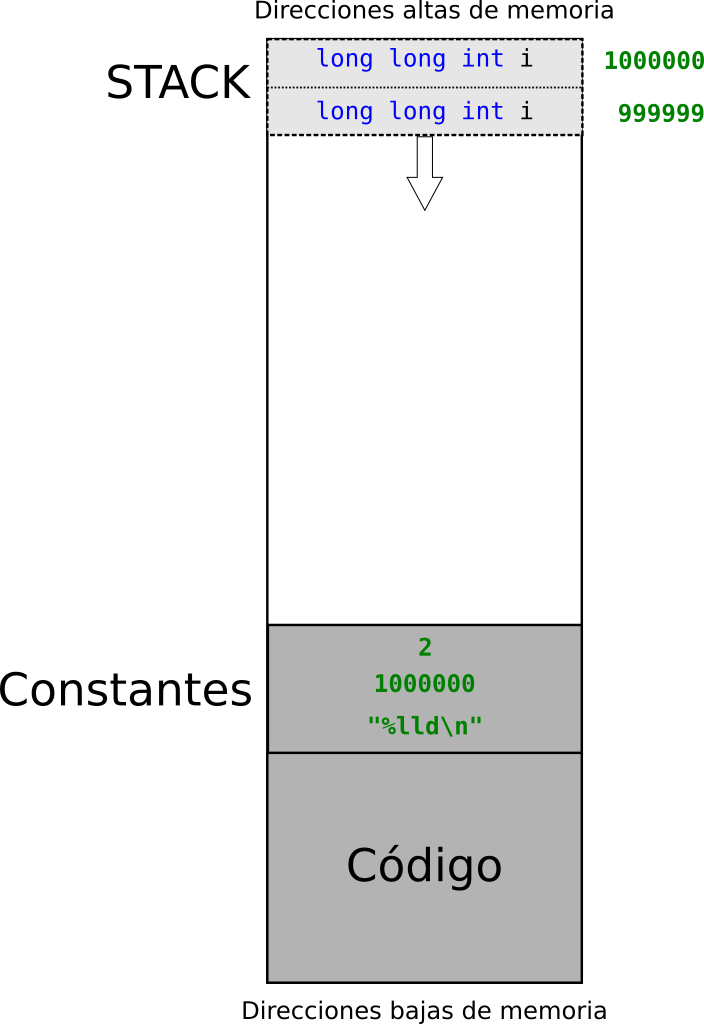 Direcciones altas de memoria
STACK
long long int i
1000000
long long int i
999999
Constantes
2
1000000
"%lld\n"
Código
Direcciones bajas de memoria